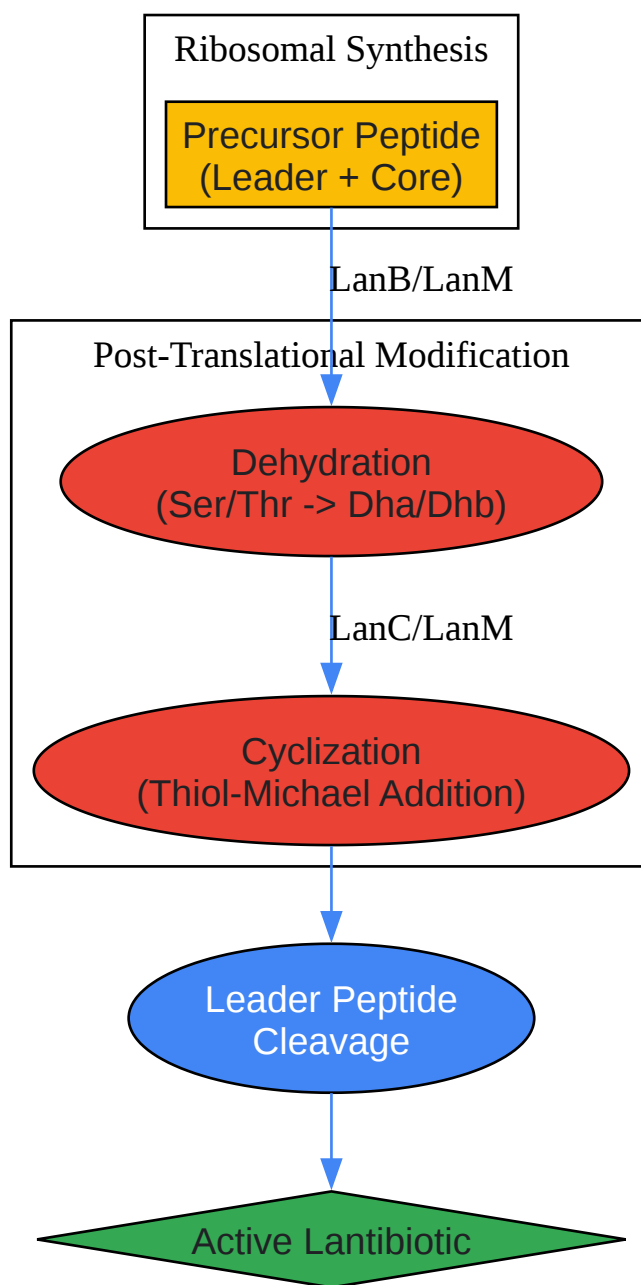 Ribosomal Synthesis
Precursor Peptide
(Leader + Core)
LanB/LanM
Post-Translational Modification
Dehydration
(Ser/Thr -> Dha/Dhb)
LanC/LanM
Cyclization
(Thiol-Michael Addition)
Leader Peptide
Cleavage
Active Lantibiotic